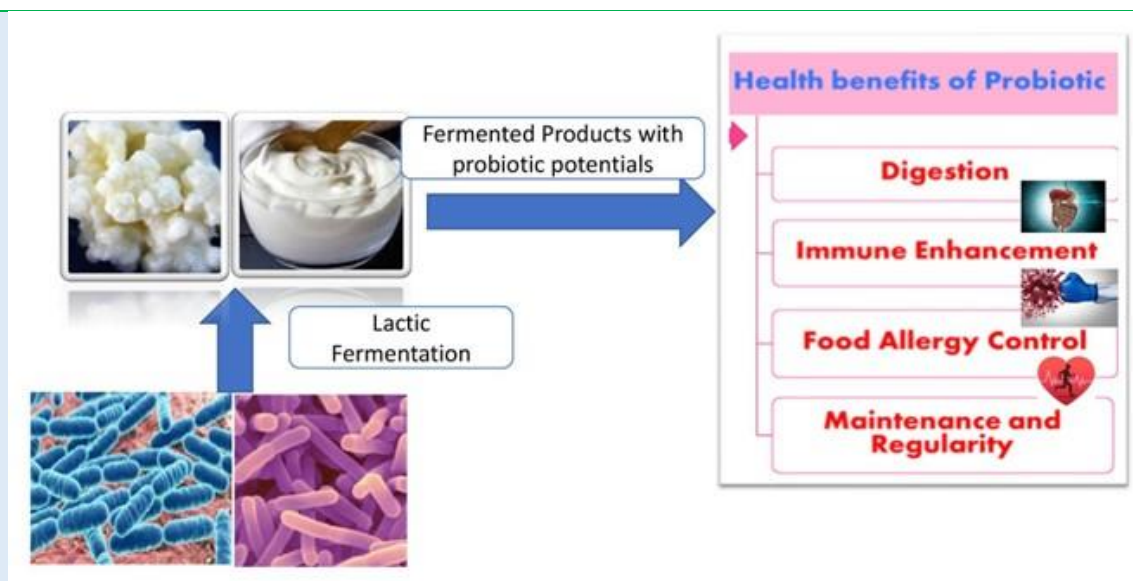 Fermented Products with
probiotic potentials
Lactic
Fermentation
Health benefits of Probiotic
Digestion
Immune Enhancement
Food Allergy Control
Maintenance and
Regularity